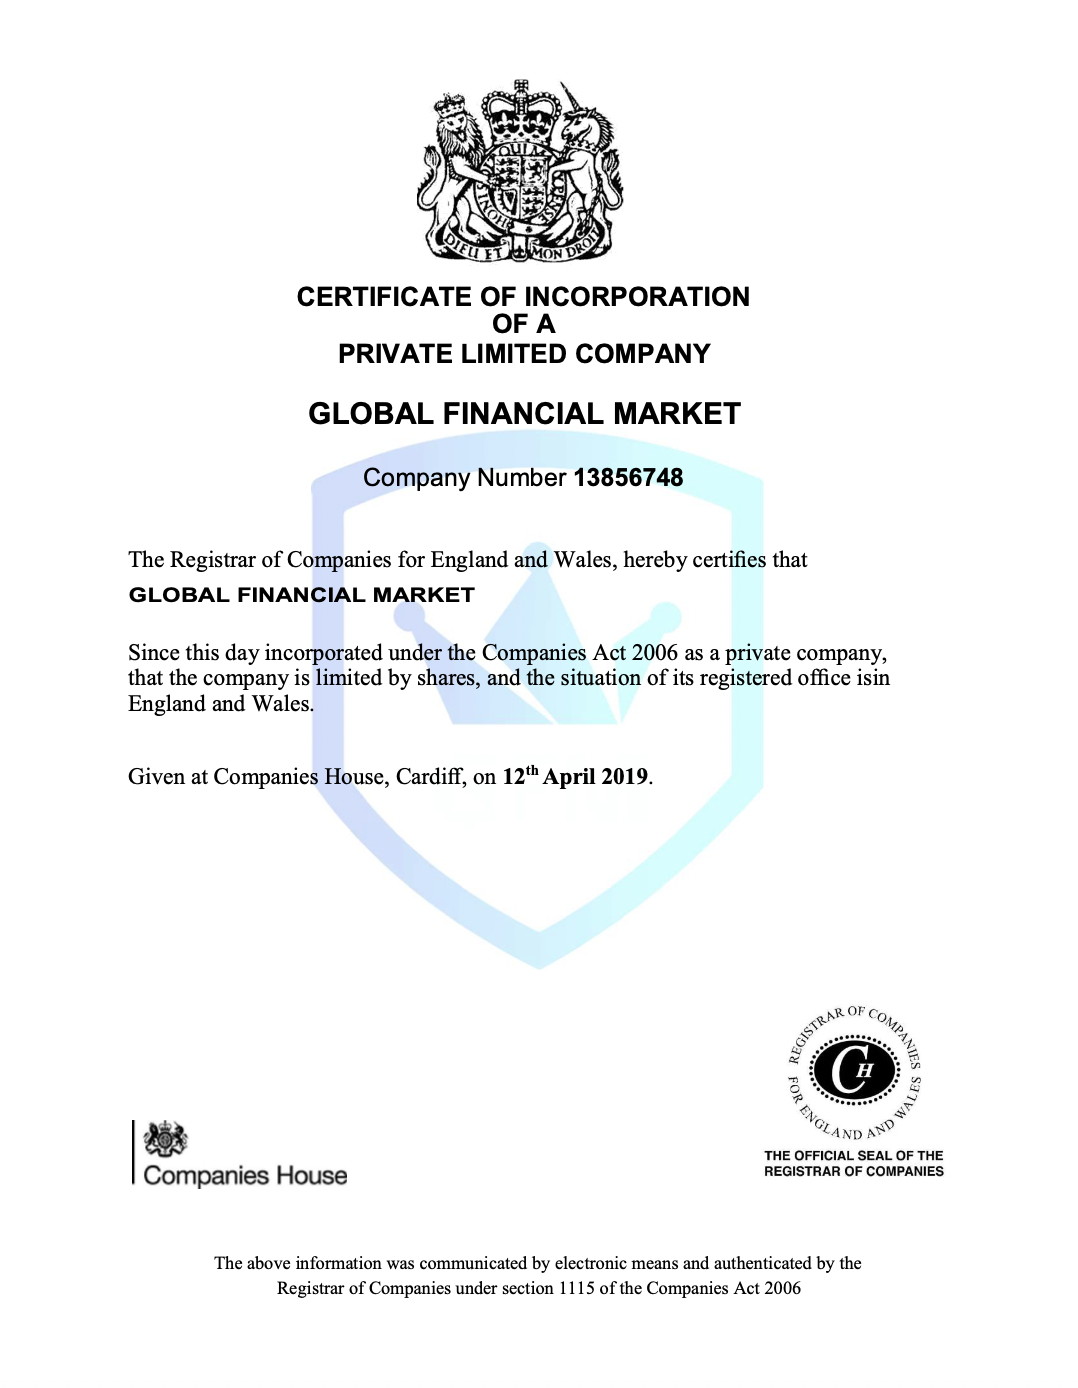 QUI M
HONI S
PENSE
DIEU ET MON DROIT
CERTIFICATE OF INCORPORATION
OF A
PRIVATE LIMITED COMPANY
GLOBAL FINANCIAL MARKET
Company Number 13856748
The Registrar of Companies for England and Wales, hereby certifies that
GLOBAL FINANCIAL MARKET
Since this day incorporated under the Companies Act 2006 as a private company,
that the company is limited by shares, and the situation of its registered office isin
England and Wales.
Given at Companies House, Cardiff, on 12th April 2019.
REGISTRAR OF COMPANIES
FOR ENGLAND AND WALES
CH
THE OFFICIAL SEAL OF THE
REGISTRAR OF COMPANIES
Companies House
The above information was communicated by electronic means and authenticated by the
Registrar of Companies under section 1115 of the Companies Act 2006